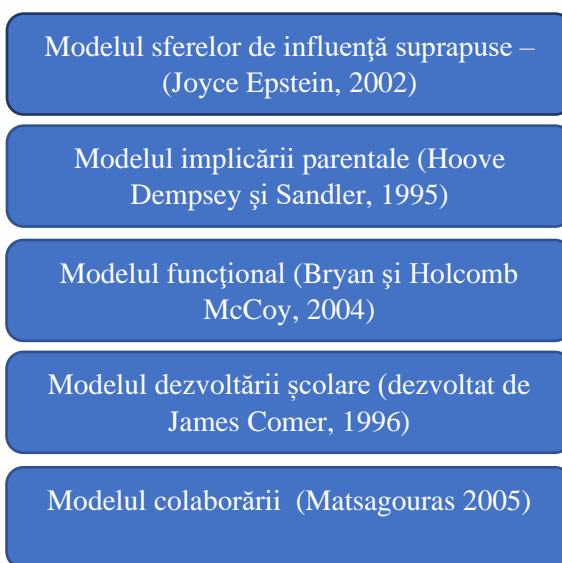 Modelul sferelor de influenţă suprapuse –
(Joyce Epstein, 2002)
Modelul implicării parentale (Hoove
Dempsey şi Sandler, 1995)
Modelul funcţional (Bryan şi Holcomb
McCoy, 2004)
Modelul dezvoltării școlare (dezvoltat de
James Comer, 1996)
Modelul colaborării  (Matsagouras 2005)